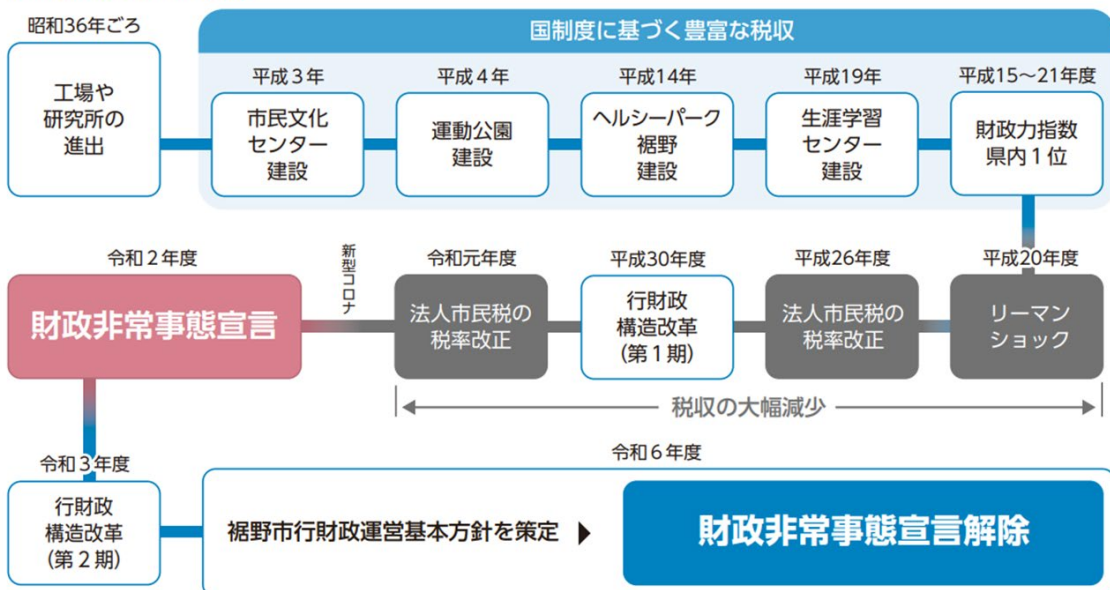 昭和36年ごろ
工場や
研究所の
進出
国制度に基づく豊富な税収
平成3年
市民文化
センター
建設
平成4年
運動公園
建設
平成14年
ヘルシーパーク
裾野
建設
平成19年
生涯学習
センター
建設
平成15～21年度
財政力指数
県内1位
平成20年度
リーマン
ショック
平成26年度
法人市民税の
税率改正
平成30年度
行財政
構造改革
(第1期)
令和元年度
法人市民税の
税率改正
税収の大幅減少
新型コロナ
令和2年度
財政非常事態宣言
令和3年度
行財政
構造改革
(第2期)
令和6年度
裾野市行財政運営基本方針を策定 ▶
財政非常事態宣言解除